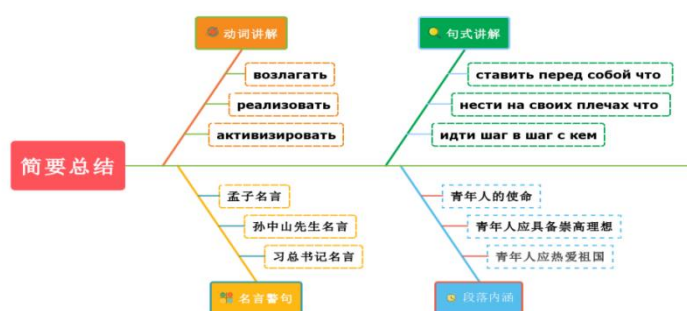 动词讲解
возлагать
реализовать
активизировать
句式讲解
ставить перед собой что
нести на своих плечах что
идти шаг в шаг с кем
简要总结
孟子名言
孙中山先生名言
习总书记名言
名言警句
青年人的使命
青年人应具备崇高理想
青年人应热爱祖国
段落内涵